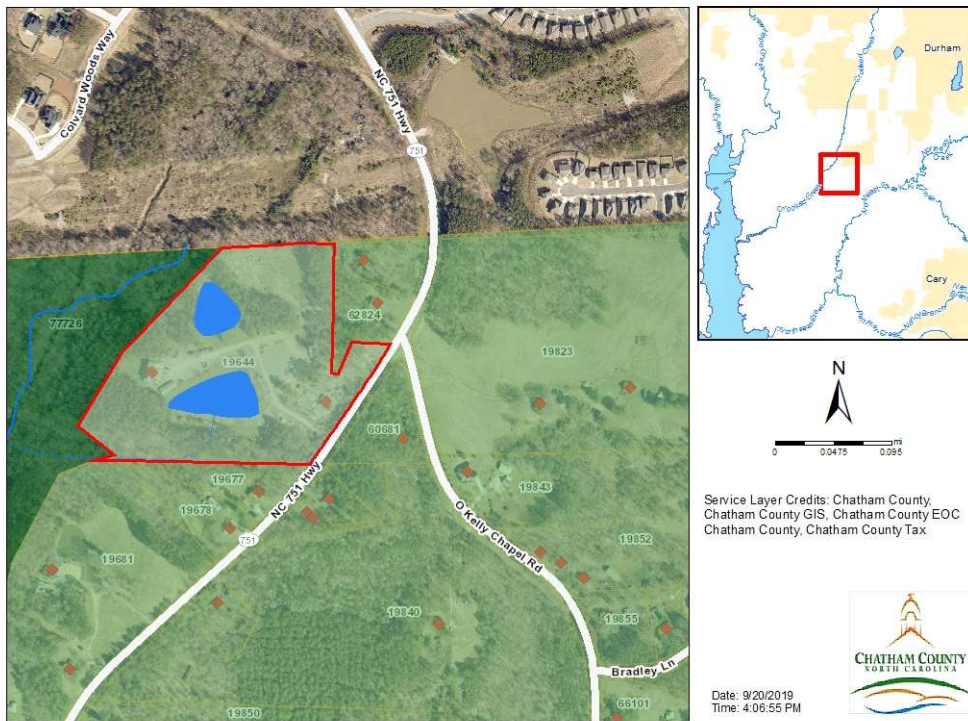 Colvard Woods Way
NC 751 Hwy
751
77726
62824
19644
19823
60681
19677
19678
NC 751 Hwy
751
19843
O Kelly Chapel Rd
19852
19681
19840
19855
Bradley Ln
19850
66101
Durham
Crooked Creek
Cary
N
mi
0 0.0475 0.095
Service Layer Credits: Chatham County,
Chatham County GIS, Chatham County EOC
Chatham County, Chatham County Tax
CHATHAM COUNTY
NORTH CAROLINA
Date: 9/20/2019
Time: 4:06:55 PM